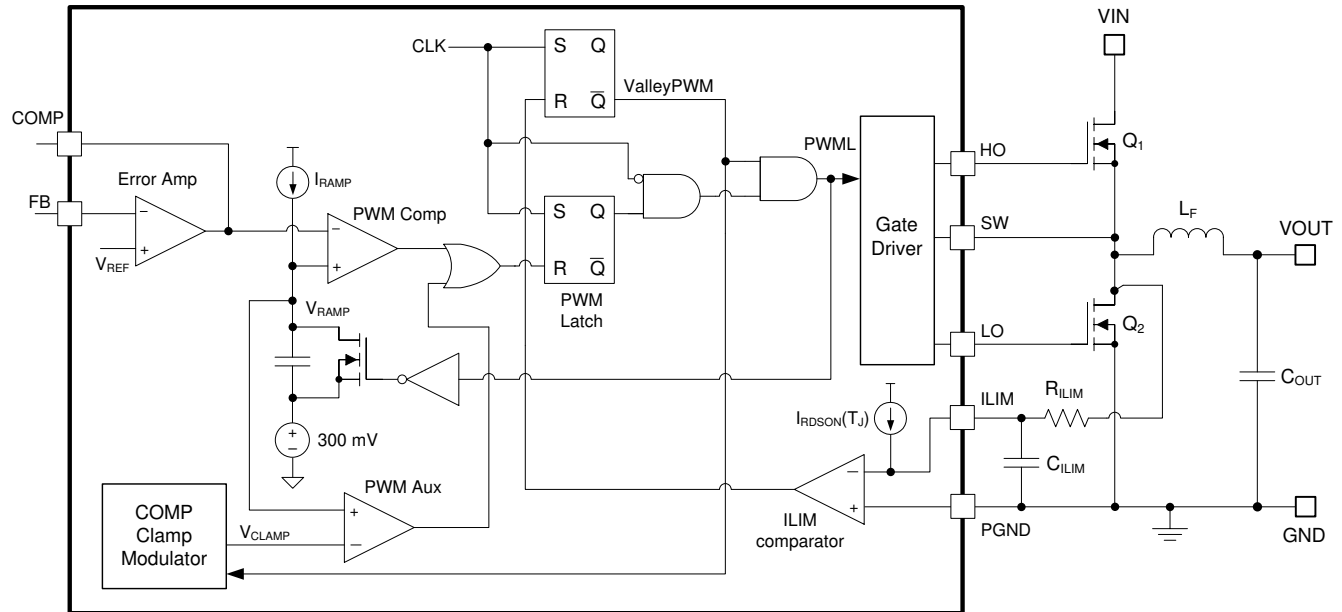 VIN
CLK
S Q
R Q̅
ValleyPWM
COMP
PWML
HO
Q1
Error Amp
IRAMP
FB
PWM Comp
S Q
R Q̅
PWM
Latch
Gate
Driver
SW
LF
VOUT
−
+
VREF
−
+
VRAMP
LO
Q2
COUT
+
−
300 mV
IRDSON(TJ)
ILIM
RILIM
CILIM
−
+
ILIM
comparator
PGND
GND
PWM Aux
+
−
COMP
Clamp
Modulator
VCLAMP